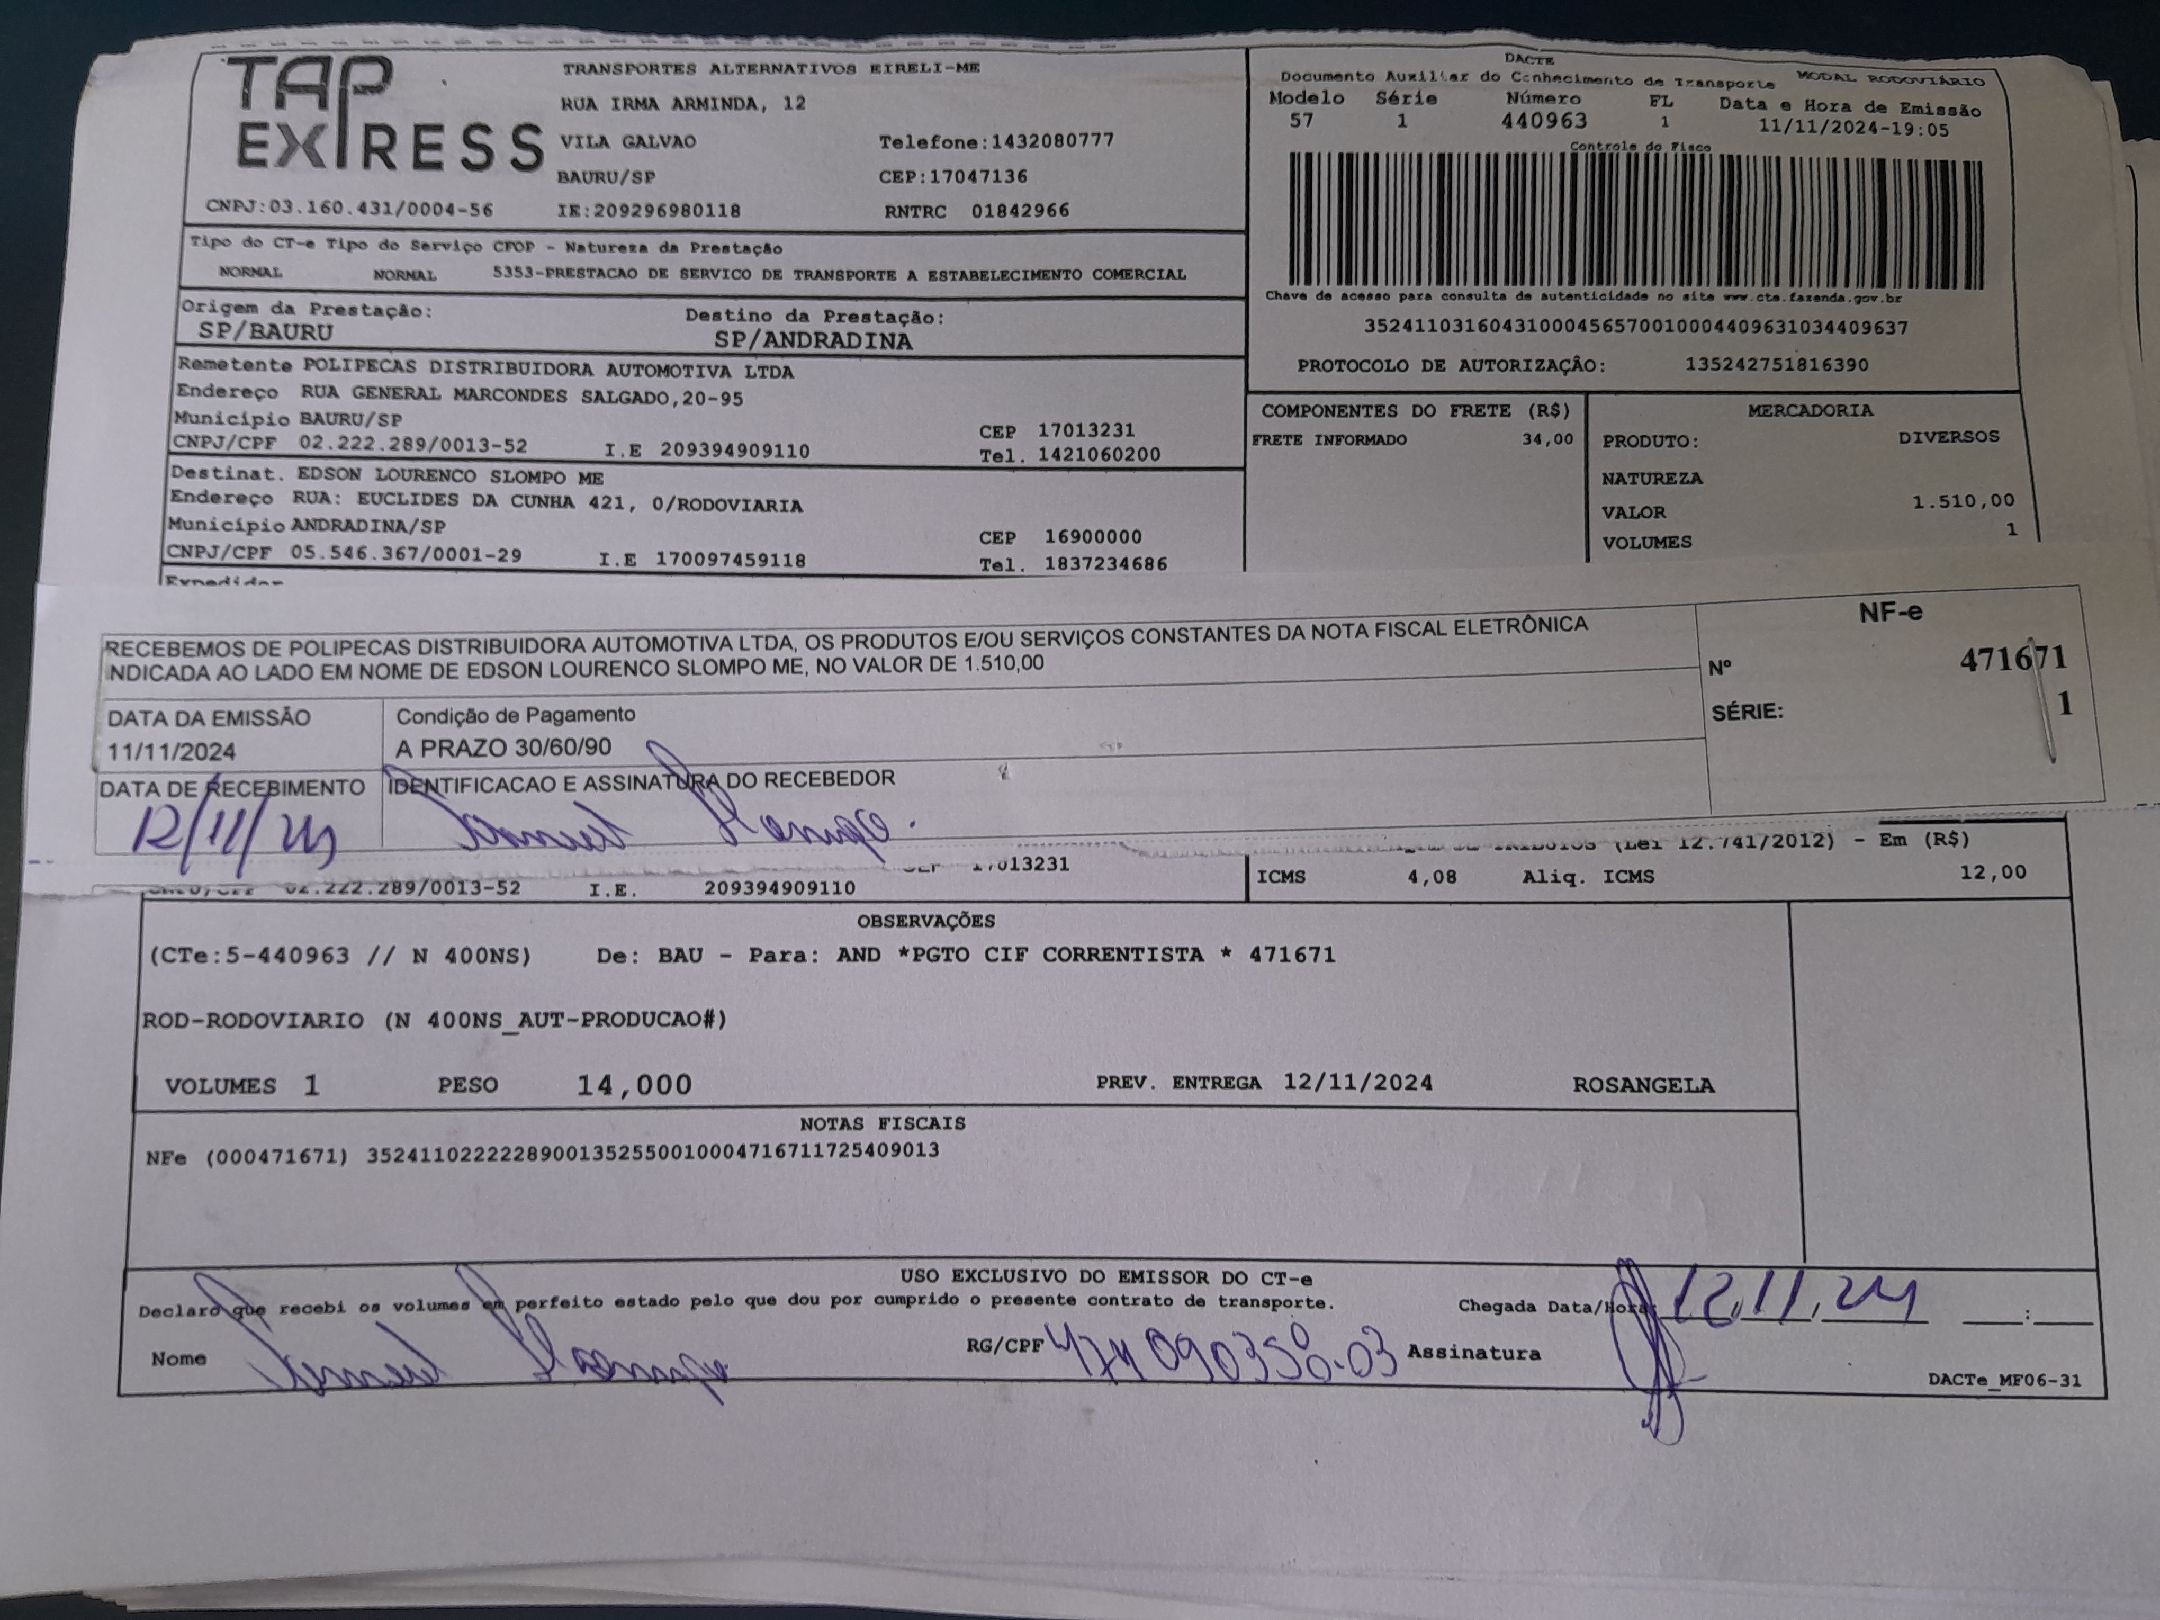 TAP EXPRESS
TRANSPORTES ALTERNATIVOS EIRELI-ME
RUA IRMA ARMINDA, 12
VILA GALVAO Telefone:1432080777
BAURU/SP CEP:17047136
CNPJ:03.160.431/0004-56 IE:209296980118 RNTRC 01842966
DACTE
Documento Auxiliar do Conhecimento de Transporte MODAL RODOVIÁRIO
Modelo Série Número FL Data e Hora de Emissão
57 1 440963 1 11/11/2024-19:05
Controle do Fisco
Chave de acesso para consulta de autenticidade no site www.cte.fazenda.gov.br
35241103160431000456570010004409631034409637
PROTOCOLO DE AUTORIZAÇÃO: 135242751816390
Tipo do CT-e Tipo do Serviço CFOP - Natureza da Prestação
NORMAL NORMAL 5353-PRESTACAO DE SERVICO DE TRANSPORTE A ESTABELECIMENTO COMERCIAL
Origem da Prestação: Destino da Prestação:
SP/BAURU SP/ANDRADINA
Remetente POLIPECAS DISTRIBUIDORA AUTOMOTIVA LTDA
Endereço RUA GENERAL MARCONDES SALGADO,20-95
Município BAURU/SP CEP 17013231
CNPJ/CPF 02.222.289/0013-52 I.E 209394909110 Tel. 1421060200
Destinat. EDSON LOURENCO SLOMPO ME
Endereço RUA: EUCLIDES DA CUNHA 421, 0/RODOVIARIA
Município ANDRADINA/SP CEP 16900000
CNPJ/CPF 05.546.367/0001-29 I.E 170097459118 Tel. 1837234686
Expedidor
COMPONENTES DO FRETE (R$)
FRETE INFORMADO 34,00
MERCADORIA
PRODUTO: DIVERSOS
NATUREZA
VALOR 1.510,00
VOLUMES 1
RECEBEMOS DE POLIPECAS DISTRIBUIDORA AUTOMOTIVA LTDA, OS PRODUTOS E/OU SERVIÇOS CONSTANTES DA NOTA FISCAL ELETRÔNICA
NDICADA AO LADO EM NOME DE EDSON LOURENCO SLOMPO ME, NO VALOR DE 1.510,00
NF-e
Nº 471671
SÉRIE: 1
DATA DA EMISSÃO Condição de Pagamento
11/11/2024 A PRAZO 30/60/90
DATA DE RECEBIMENTO IDENTIFICACAO E ASSINATURA DO RECEBEDOR
12/11/24
(Lei 12.741/2012) - Em (R$)
17013231
02.222.289/0013-52 I.E. 209394909110
ICMS 4,08 Aliq. ICMS 12,00
OBSERVAÇÕES
(CTe:5-440963 // N 400NS) De: BAU - Para: AND *PGTO CIF CORRENTISTA * 471671
ROD-RODOVIARIO (N 400NS_AUT-PRODUCAO#)
VOLUMES 1 PESO 14,000 PREV. ENTREGA 12/11/2024 ROSANGELA
NOTAS FISCAIS
NFe (000471671) 35241102222289001352550010004716711725409013
USO EXCLUSIVO DO EMISSOR DO CT-e
Declaro que recebi os volumes em perfeito estado pelo que dou por cumprido o presente contrato de transporte. Chegada Data/Hora: 12/11/24 :
Nome RG/CPF Assinatura
DACTe_MF06-31